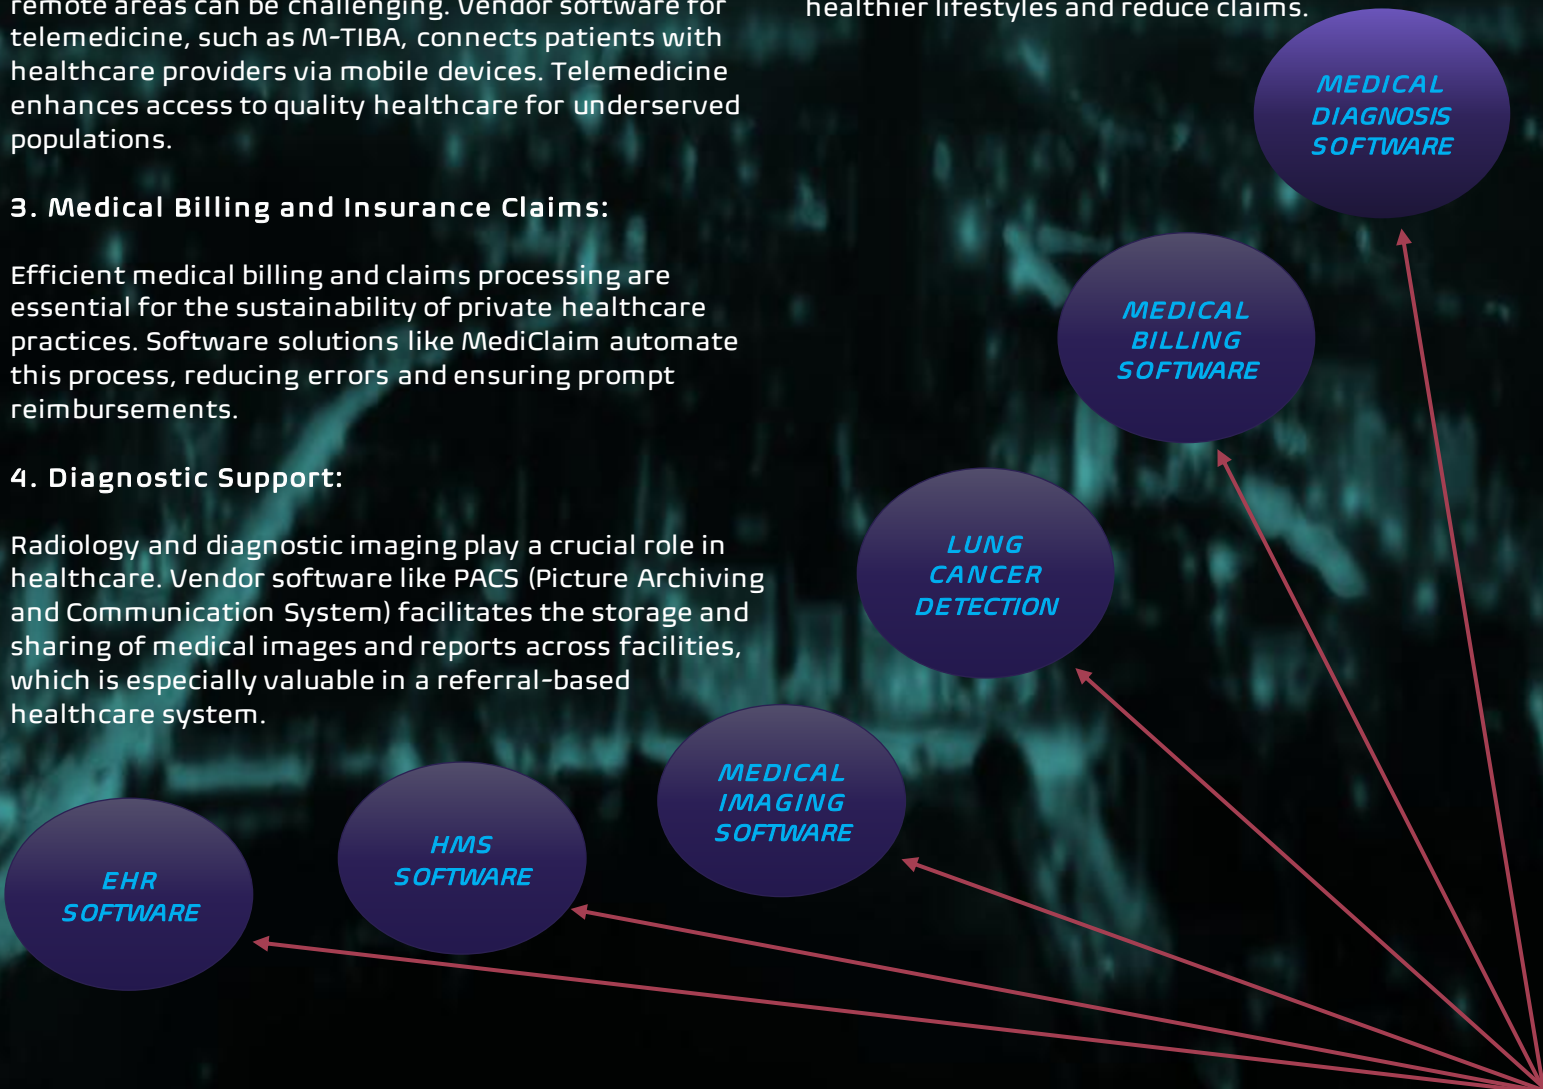 remote areas can be challenging. Vendor software for
telemedicine, such as M-TIBA, connects patients with
healthcare providers via mobile devices. Telemedicine
enhances access to quality healthcare for underserved
populations.
3. Medical Billing and Insurance Claims:
Efficient medical billing and claims processing are
essential for the sustainability of private healthcare
practices. Software solutions like MediClaim automate
this process, reducing errors and ensuring prompt
reimbursements.
4. Diagnostic Support:
Radiology and diagnostic imaging play a crucial role in
healthcare. Vendor software like PACS (Picture Archiving
and Communication System) facilitates the storage and
sharing of medical images and reports across facilities,
which is especially valuable in a referral-based
healthcare system.
healthier lifestyles and reduce claims.
MEDICAL
DIAGNOSIS
SOFTWARE
MEDICAL
BILLING
SOFTWARE
LUNG
CANCER
DETECTION
MEDICAL
IMAGING
SOFTWARE
HMS
SOFTWARE
EHR
SOFTWARE